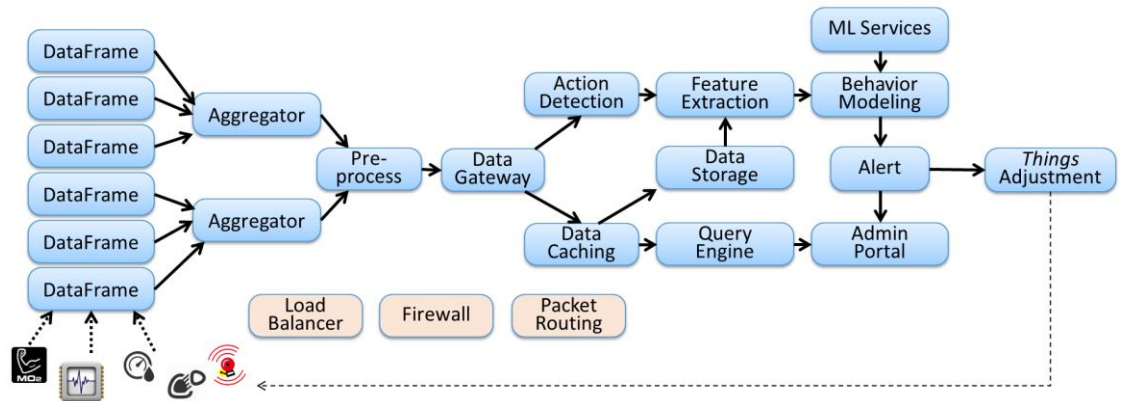 DataFrame
DataFrame
DataFrame
DataFrame
DataFrame
DataFrame
Aggregator
Aggregator
Pre-
process
Data
Gateway
Action
Detection
Feature
Extraction
ML Services
Behavior
Modeling
Data
Storage
Alert
Things
Adjustment
Data
Caching
Query
Engine
Admin
Portal
Load
Balancer
Firewall
Packet
Routing
MO2